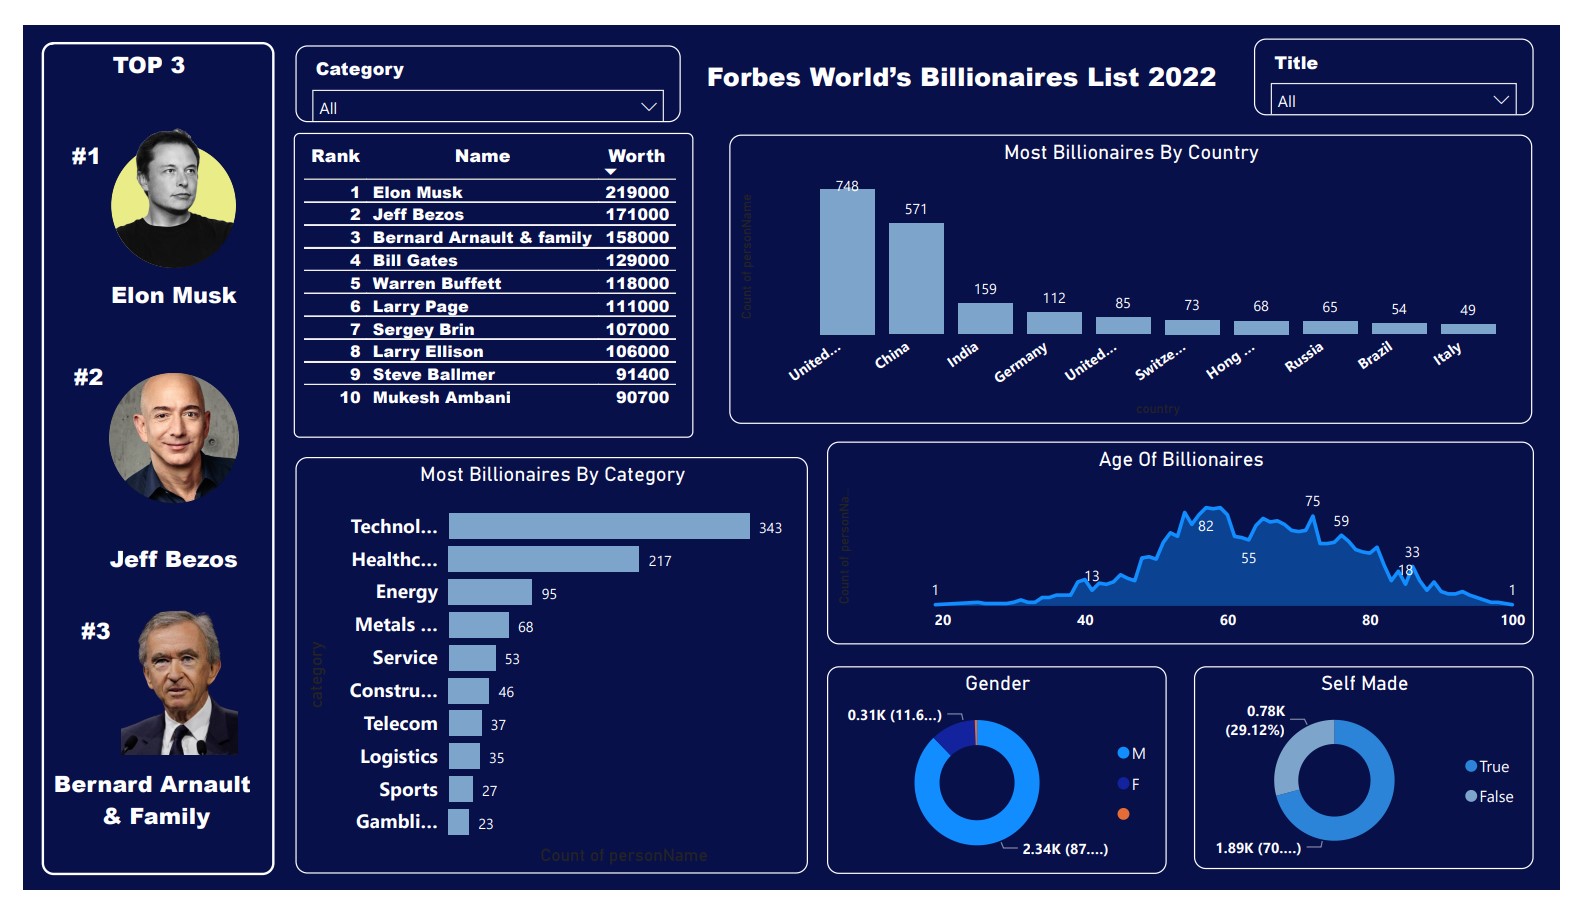 TOP 3
#1
Elon Musk
#2
Jeff Bezos
#3
Bernard Arnault
& Family
Category
All
Forbes World’s Billionaires List 2022
Title
All
Rank Name Worth
1 Elon Musk 219000
2 Jeff Bezos 171000
3 Bernard Arnault & family 158000
4 Bill Gates 129000
5 Warren Buffett 118000
6 Larry Page 111000
7 Sergey Brin 107000
8 Larry Ellison 106000
9 Steve Ballmer 91400
10 Mukesh Ambani 90700
Most Billionaires By Country
Count of personName
748 571 159 112 85 73 68 65 54 49
United... China India Germany United... Switze... Hong ... Russia Brazil Italy
country
Most Billionaires By Category
category
Technol... 343
Healthc... 217
Energy 95
Metals ... 68
Service 53
Constru... 46
Telecom 37
Logistics 35
Sports 27
Gambli... 23
Count of personName
Age Of Billionaires
Count of personNa...
1 13 82 55 75 59 33 18 1
20 40 60 80 100
Gender
0.31K (11.6...)
2.34K (87....)
M
F
Self Made
0.78K
(29.12%)
1.89K (70....)
True
False